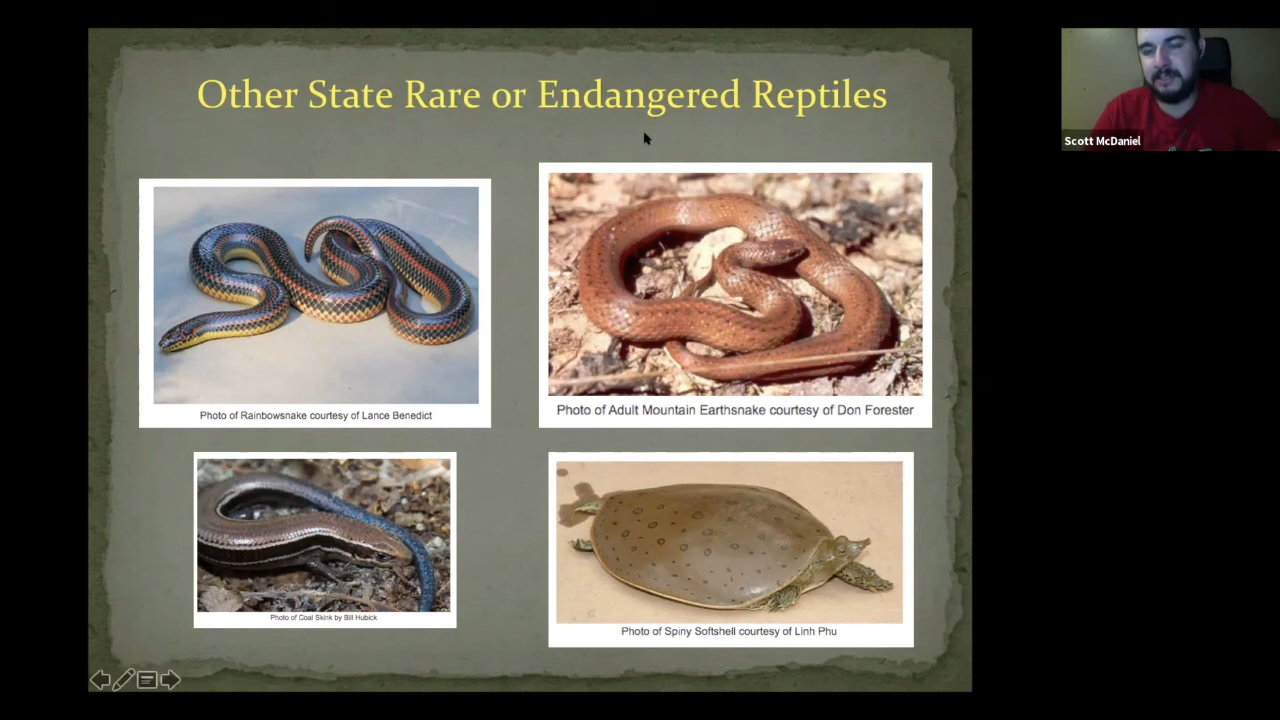 Other State Rare or Endangered Reptiles
Scott McDaniel
Photo of Rainbowsnake courtesy of Lance Benedict
Photo of Adult Mountain Earthsnake courtesy of Don Forester
Photo of Coal Skink by Bill Hubick
Photo of Spiny Softshell courtesy of Linh Phu